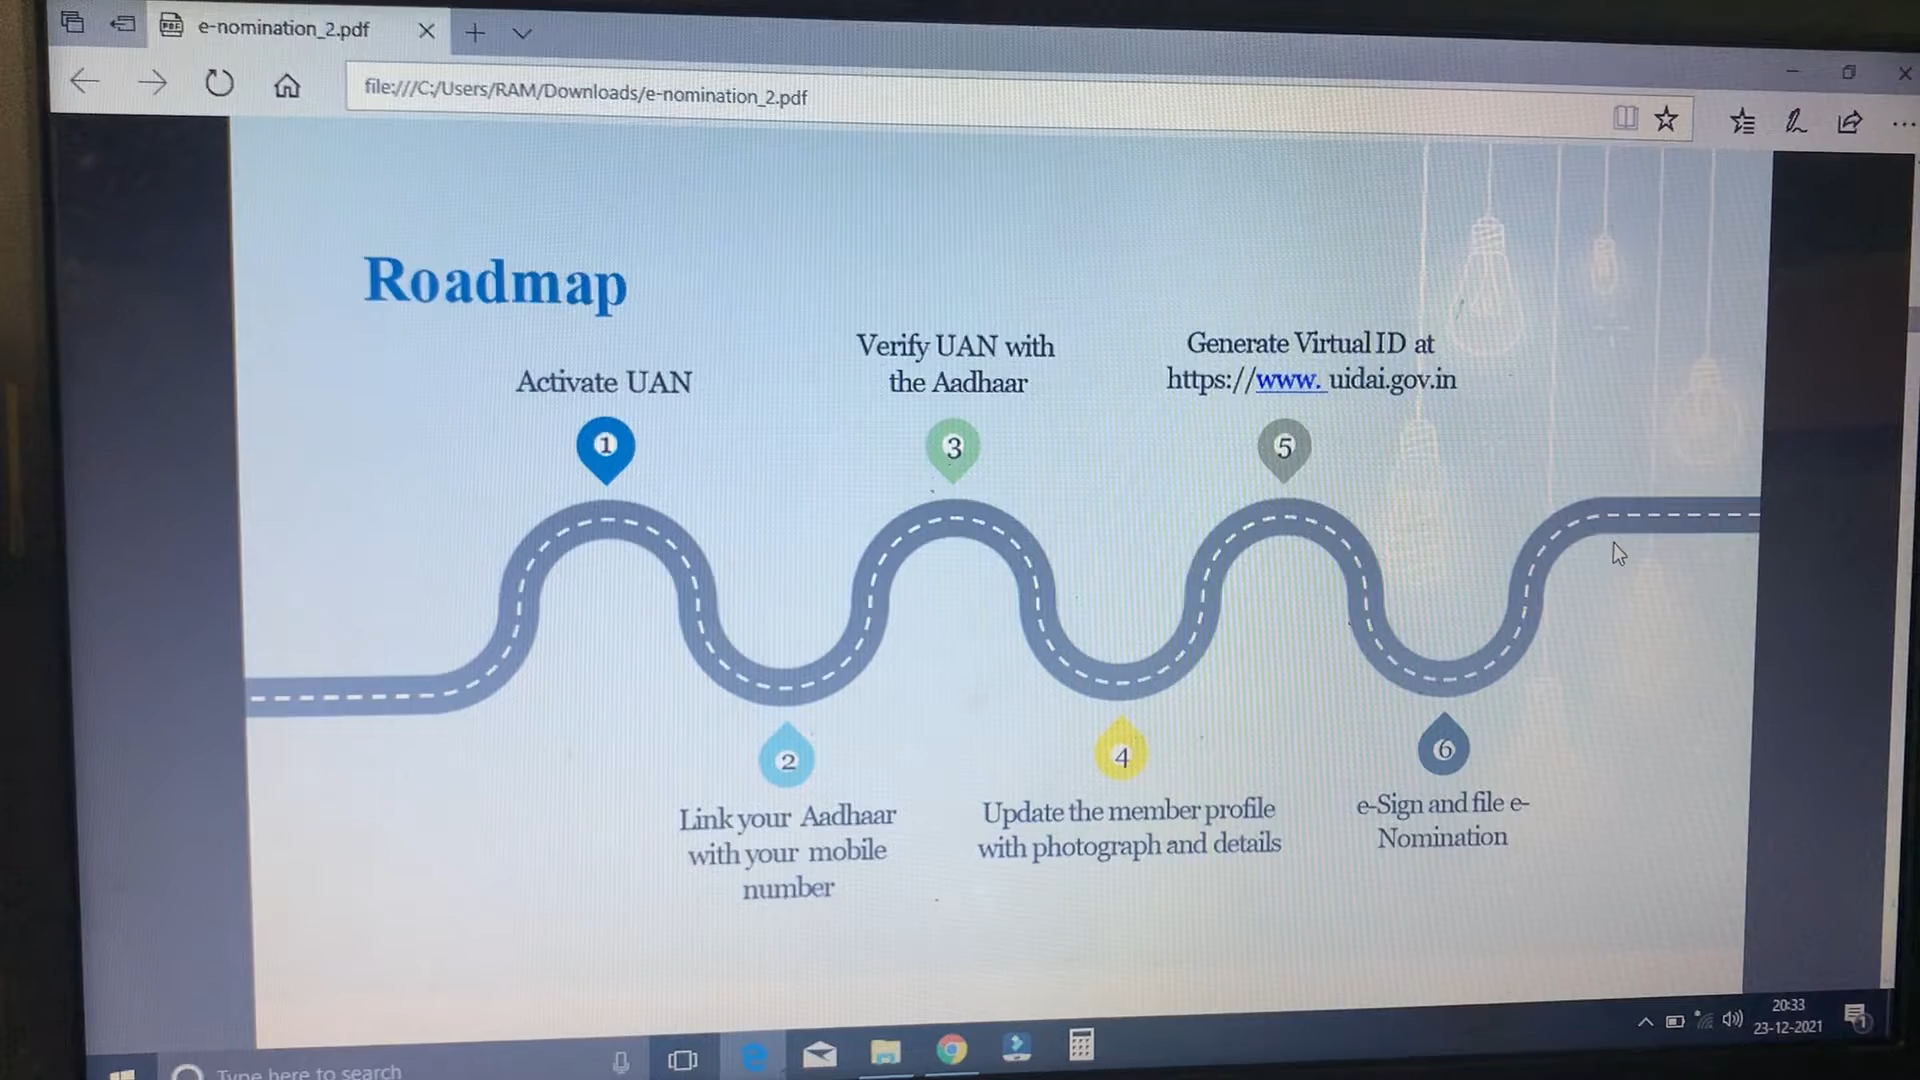 e-nomination_2.pdf
file:///C:/Users/RAM/Downloads/e-nomination_2.pdf
Roadmap
Activate UAN
1
Verify UAN with
the Aadhaar
3
Generate Virtual ID at
https://www. uidai.gov.in
5
2
Link your Aadhaar
with your mobile
number
4
Update the member profile
with photograph and details
6
e-Sign and file e-
Nomination
Type here to search
20:33
23-12-2021
1